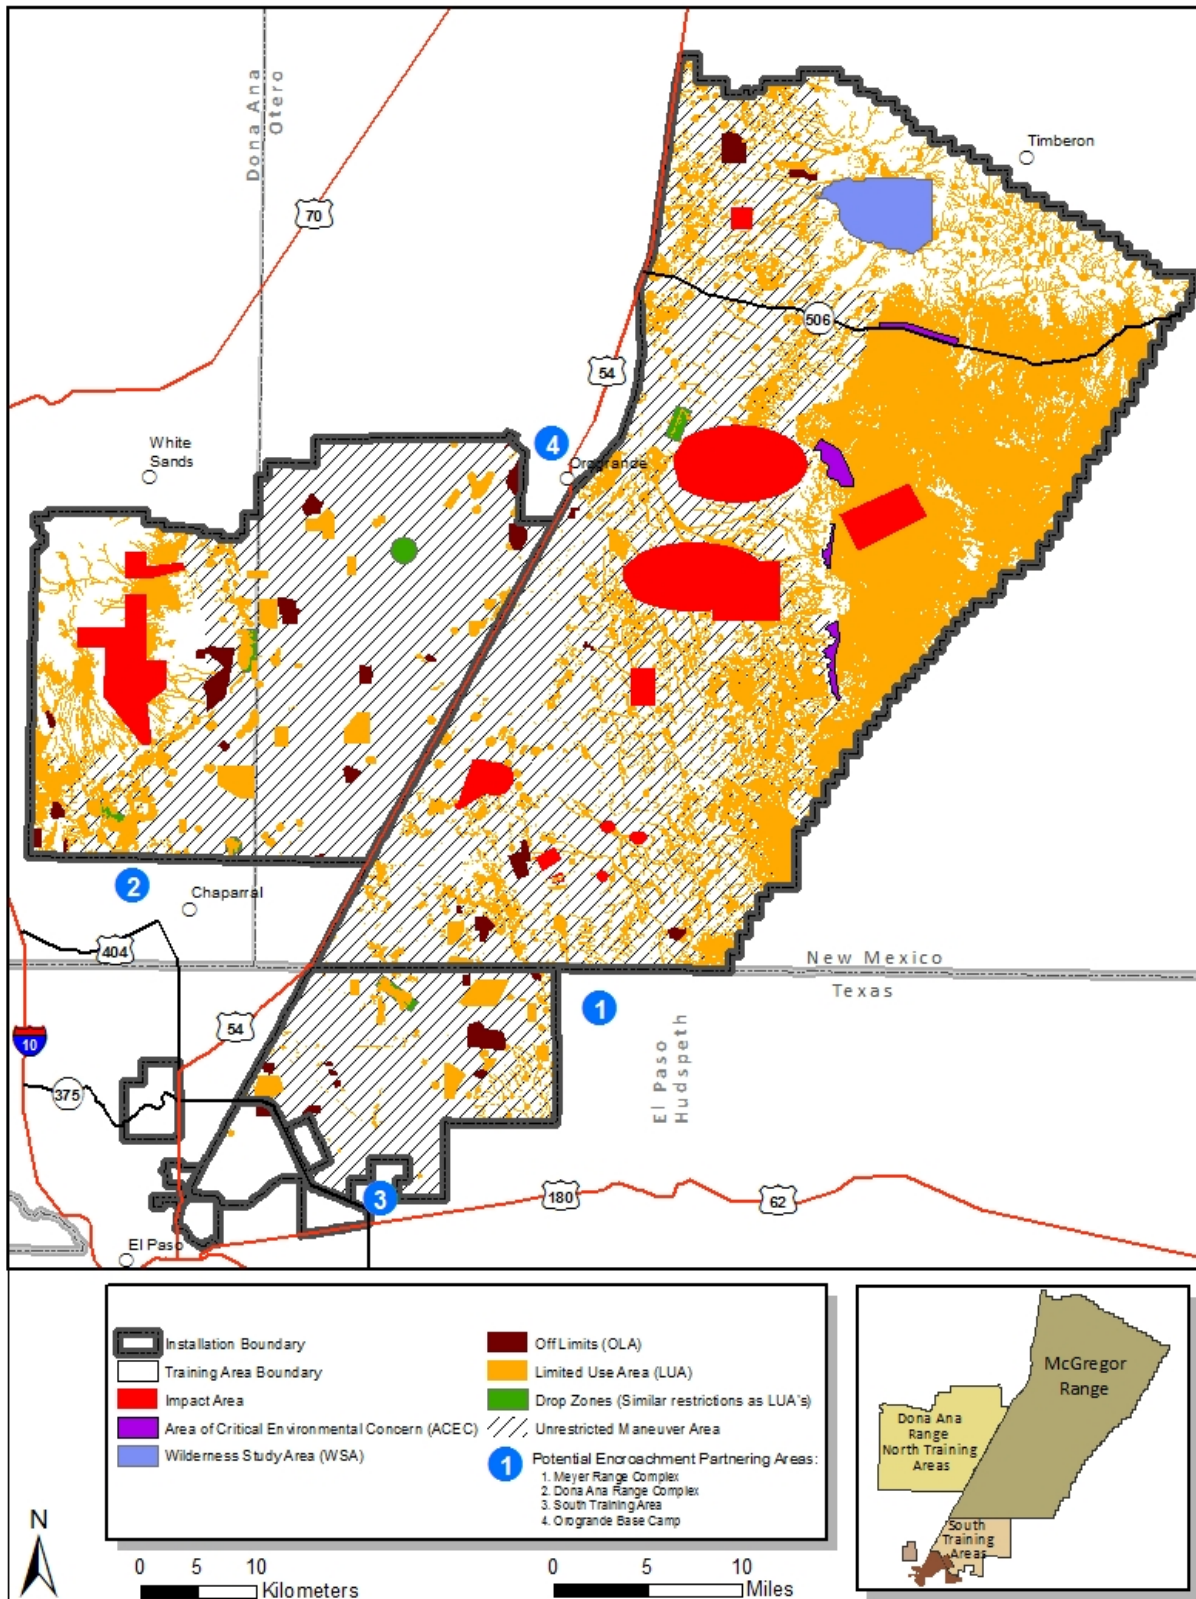 Dona Ana
Otero
Timberon
70
506
54
White
Sands
4
Orogrande
2
Chaparral
404
New Mexico
Texas
1
10
54
El Paso
Hudspeth
375
3
180
62
El Paso
Installation Boundary
Training Area Boundary
Impact Area
Area of Critical Environmental Concern (ACEC)
Wilderness Study Area (WSA)
Off Limits (OLA)
Limited Use Area (LUA)
Drop Zones (Similar restrictions as LUA's)
Unrestricted Maneuver Area
1
Potential Encroachment Partnering Areas:
1. Meyer Range Complex
2. Dona Ana Range Complex
3. South Training Area
4. Orogrande Base Camp
McGregor
Range
Dona Ana
Range
North Training
Areas
South
Training
Areas
N
0 5 10
Kilometers
0 5 10
Miles